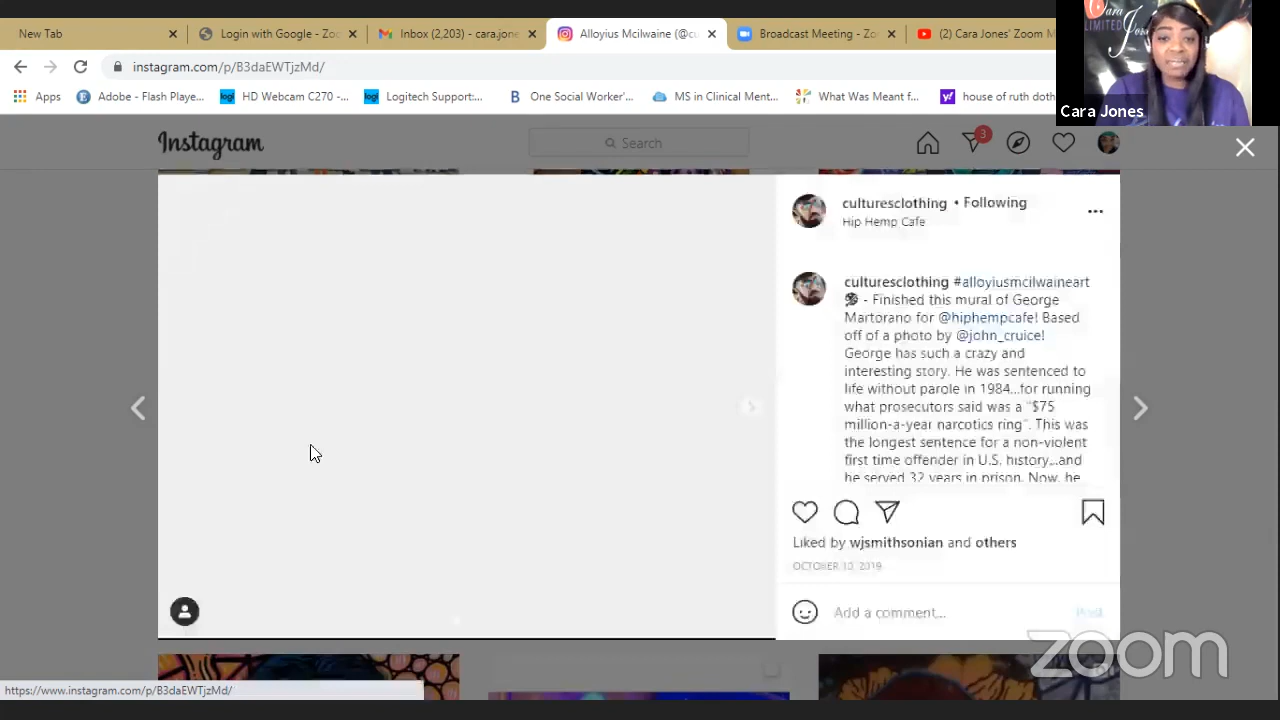 New Tab
Login with Google - Zoo
Inbox (2,203) - cara.jone
Alloyius Mcilwaine (@cu
Broadcast Meeting - Zo
(2) Cara Jones' Zoom M
instagram.com/p/B3daEWTjzMd/
Apps
Adobe - Flash Playe...
logi
HD Webcam C270 -...
logi
Logitech Support:...
B
One Social Worker'...
MS in Clinical Ment...
What Was Meant f...
y!
house of ruth doth
Cara
LIMITED
Cara Jones
Instagram
Search
3
culturesclothing • Following
Hip Hemp Cafe
culturesclothing #alloyiusmcilwaineart
- Finished this mural of George
Martorano for @hiphempcafe! Based
off of a photo by @john_cruice!
George has such a crazy and
interesting story. He was sentenced to
life without parole in 1984...for running
what prosecutors said was a "$75
million-a-year narcotics ring". This was
the longest sentence for a non-violent
first time offender in U.S. history...and
he served 32 years in prison. Now, he
Liked by wjsmithsonian and others
OCTOBER 10, 2019
Add a comment...
Post
zoom
https://www.instagram.com/p/B3daEWTjzMd/